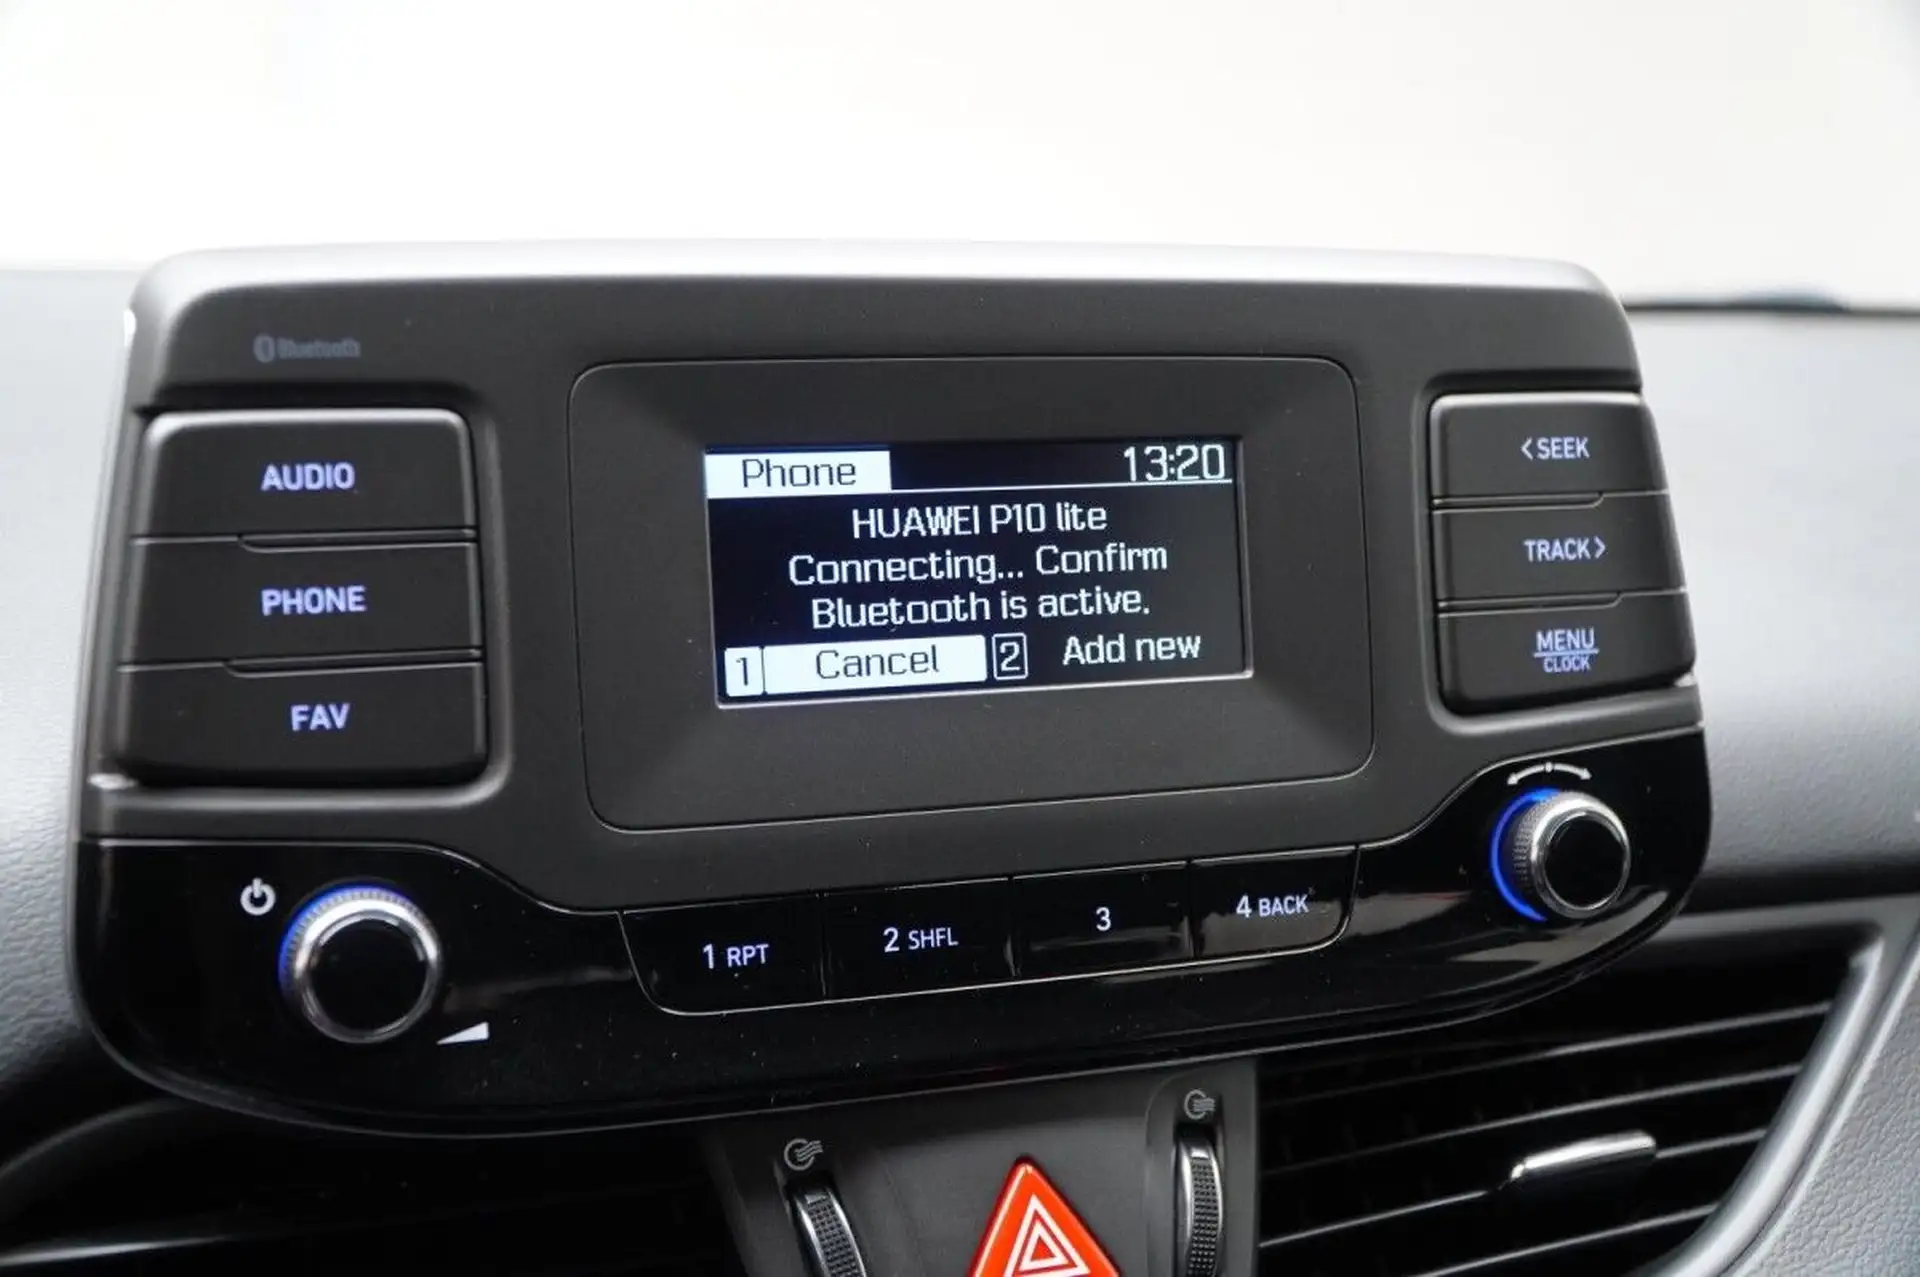 Bluetooth
AUDIO
PHONE
FAV
Phone 13:20
HUAWEI P10 lite
Connecting... Confirm
Bluetooth is active.
1 Cancel 2 Add new
<SEEK
TRACK>
MENU
CLOCK
1 RPT 2 SHFL 3 4 BACK